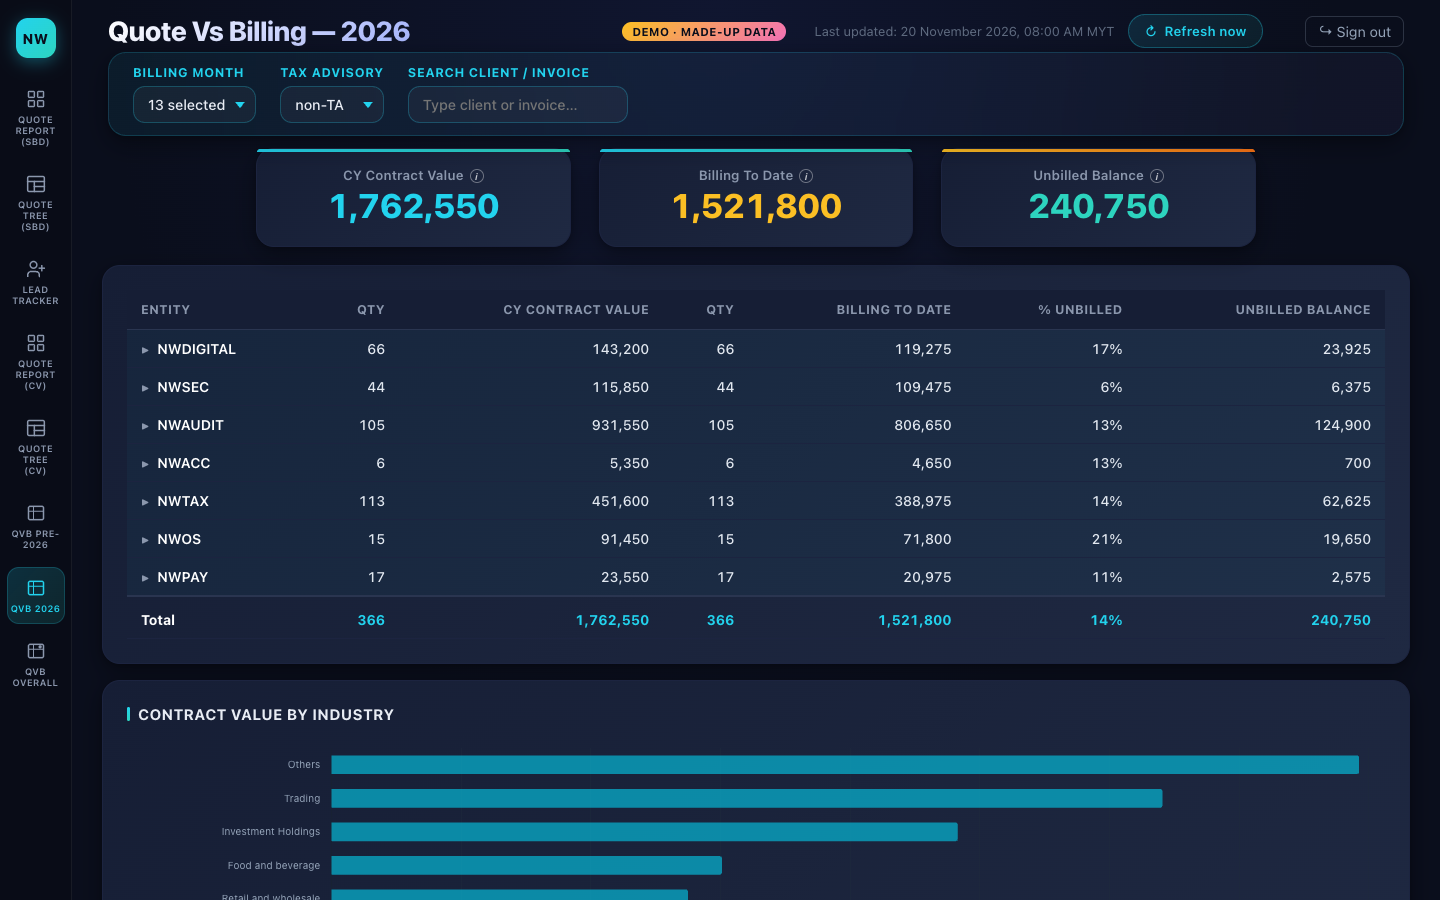 NW
Quote Vs Billing — 2026
DEMO · MADE-UP DATA
Last updated: 20 November 2026, 08:00 AM MYT
↻ Refresh now
↪ Sign out
QUOTE
REPORT
(SBD)
QUOTE
TREE
(SBD)
LEAD
TRACKER
QUOTE
REPORT
(CV)
QUOTE
TREE
(CV)
QVB PRE-
2026
QVB 2026
QVB
OVERALL
BILLING MONTH
TAX ADVISORY
SEARCH CLIENT / INVOICE
13 selected
non-TA
Type client or invoice...
CY Contract Value i
1,762,550
Billing To Date i
1,521,800
Unbilled Balance i
240,750
ENTITY QTY CY CONTRACT VALUE QTY BILLING TO DATE % UNBILLED UNBILLED BALANCE
▸ NWDIGITAL 66 143,200 66 119,275 17% 23,925
▸ NWSEC 44 115,850 44 109,475 6% 6,375
▸ NWAUDIT 105 931,550 105 806,650 13% 124,900
▸ NWACC 6 5,350 6 4,650 13% 700
▸ NWTAX 113 451,600 113 388,975 14% 62,625
▸ NWOS 15 91,450 15 71,800 21% 19,650
▸ NWPAY 17 23,550 17 20,975 11% 2,575
Total 366 1,762,550 366 1,521,800 14% 240,750
CONTRACT VALUE BY INDUSTRY
Others
Trading
Investment Holdings
Food and beverage
Retail and wholesale